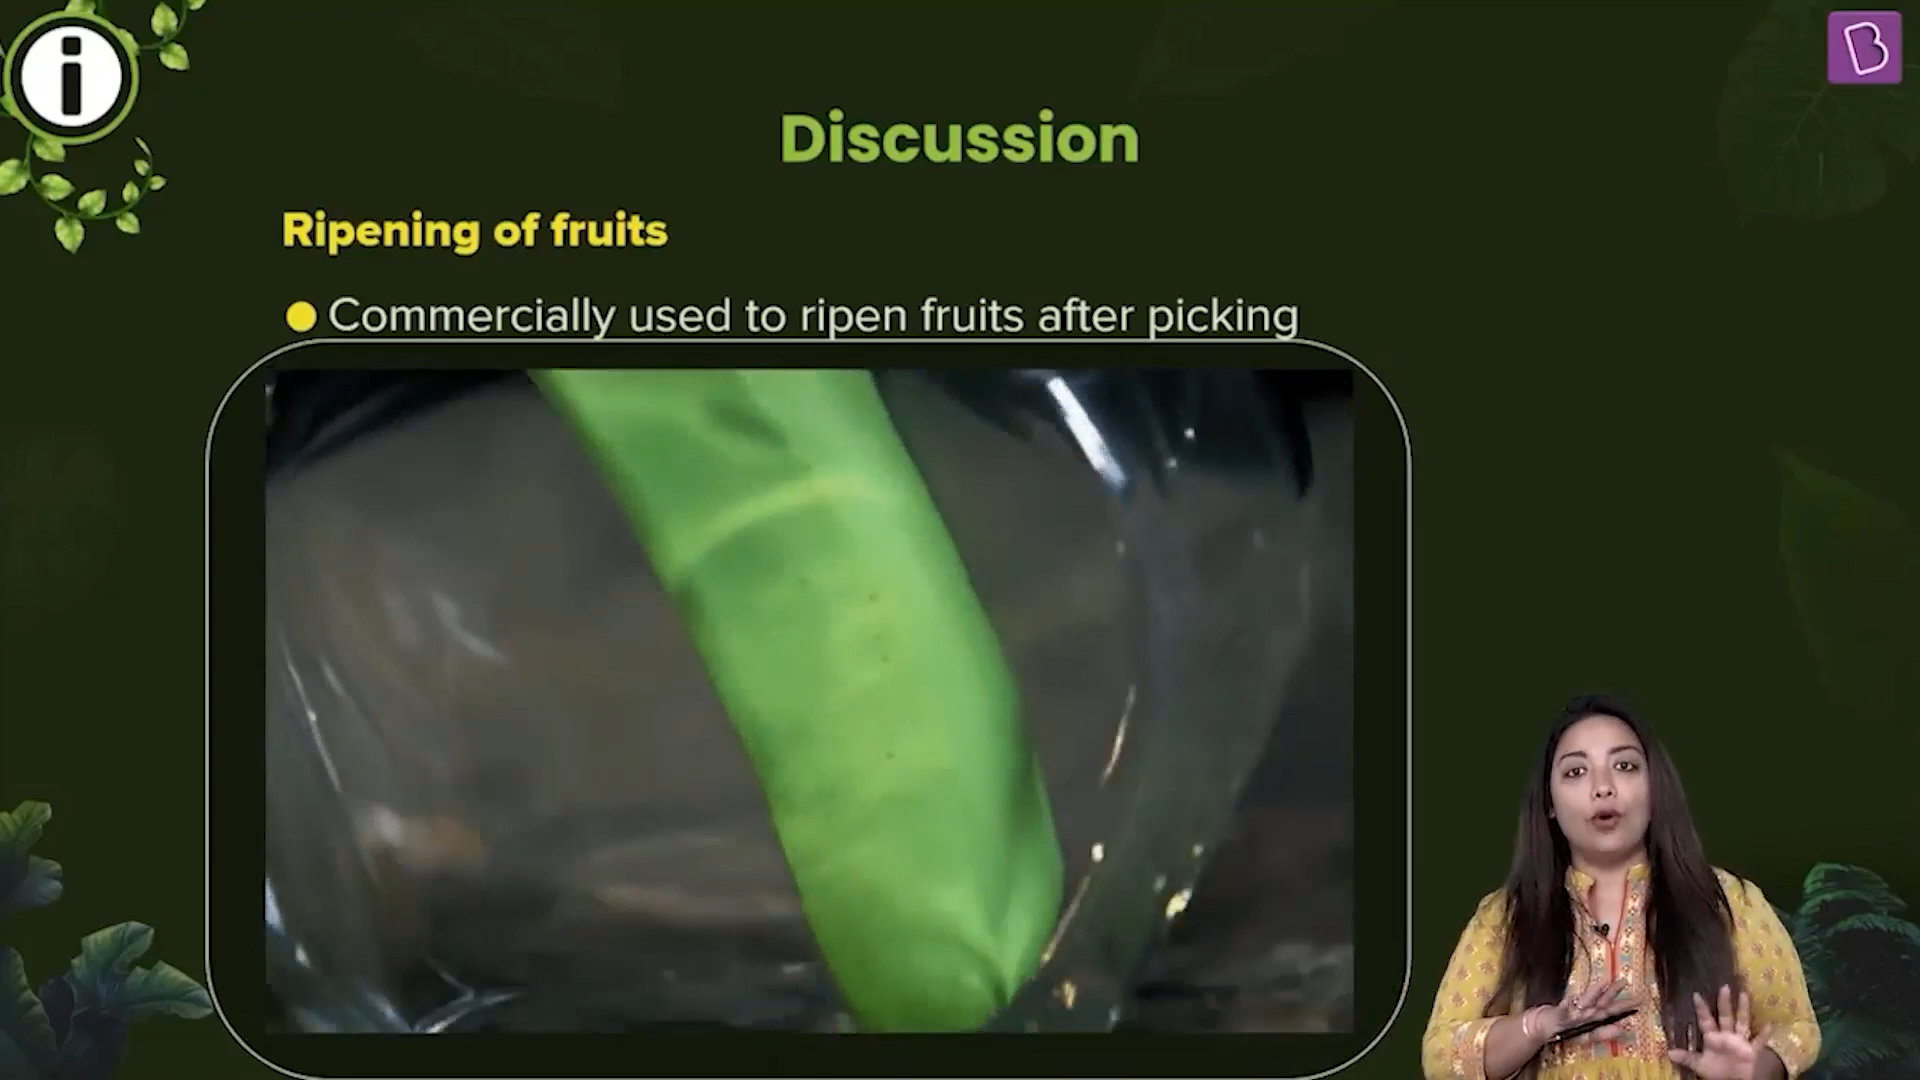 i
B
Discussion
Ripening of fruits
Commercially used to ripen fruits after picking